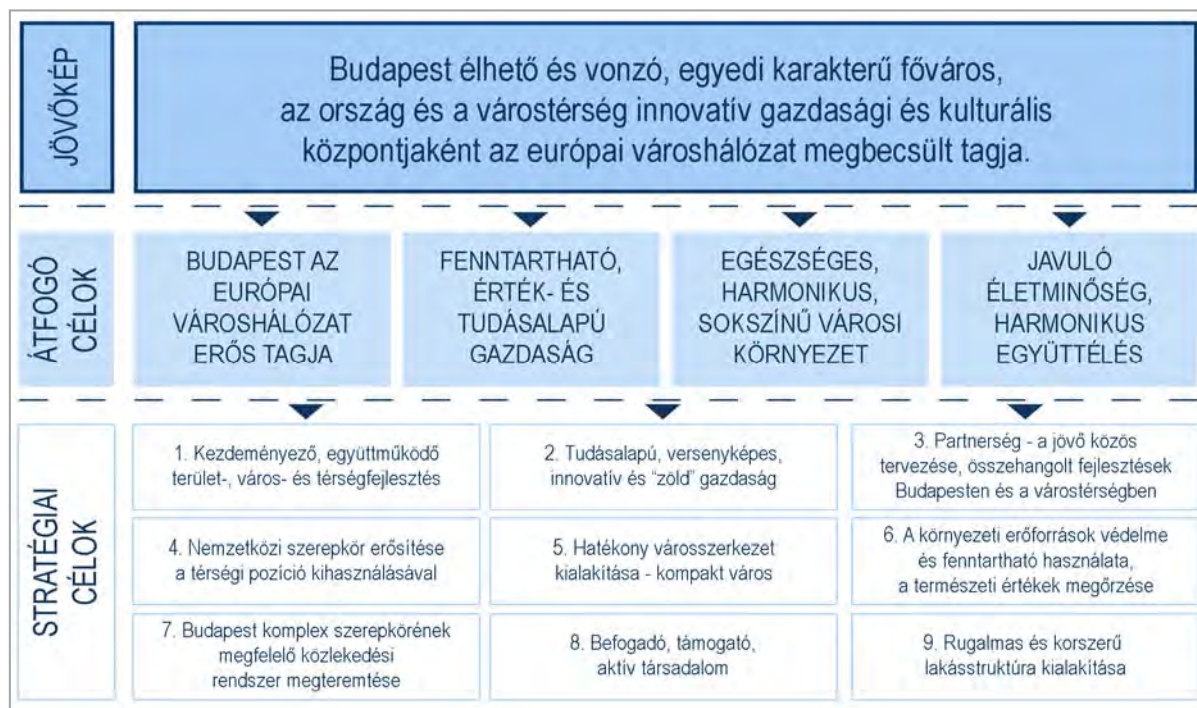 JÖVŐKÉP
Budapest élhető és vonzó, egyedi karakterű főváros,
az ország és a várostérség innovatív gazdasági és kulturális
központjaként az európai városhálózat megbecsült tagja.
ÁTFOGÓ
CÉLOK
BUDAPEST AZ
EURÓPAI
VÁROSHÁLÓZAT
ERŐS TAGJA
FENNTARTHATÓ,
ÉRTÉK- ÉS
TUDÁSALAPÚ
GAZDASÁG
EGÉSZSÉGES,
HARMONIKUS,
SOKSZÍNŰ VÁROSI
KÖRNYEZET
JAVULÓ
ÉLETMINŐSÉG,
HARMONIKUS
EGYÜTTÉLÉS
STRATÉGIAI
CÉLOK
1. Kezdeményező, együttműködő
terület-, város- és térségfejlesztés
2. Tudásalapú, versenyképes,
innovatív és "zöld" gazdaság
3. Partnerség - a jövő közös
tervezése, összehangolt fejlesztések
Budapesten és a várostérségben
4. Nemzetközi szerepkör erősítése
a térségi pozíció kihasználásával
5. Hatékony városszerkezet
kialakítása - kompakt város
6. A környezeti erőforrások védelme
és fenntartható használata,
a természeti értékek megőrzése
7. Budapest komplex szerepkörének
megfelelő közlekedési
rendszer megteremtése
8. Befogadó, támogató,
aktív társadalom
9. Rugalmas és korszerű
lakásstruktúra kialakítása